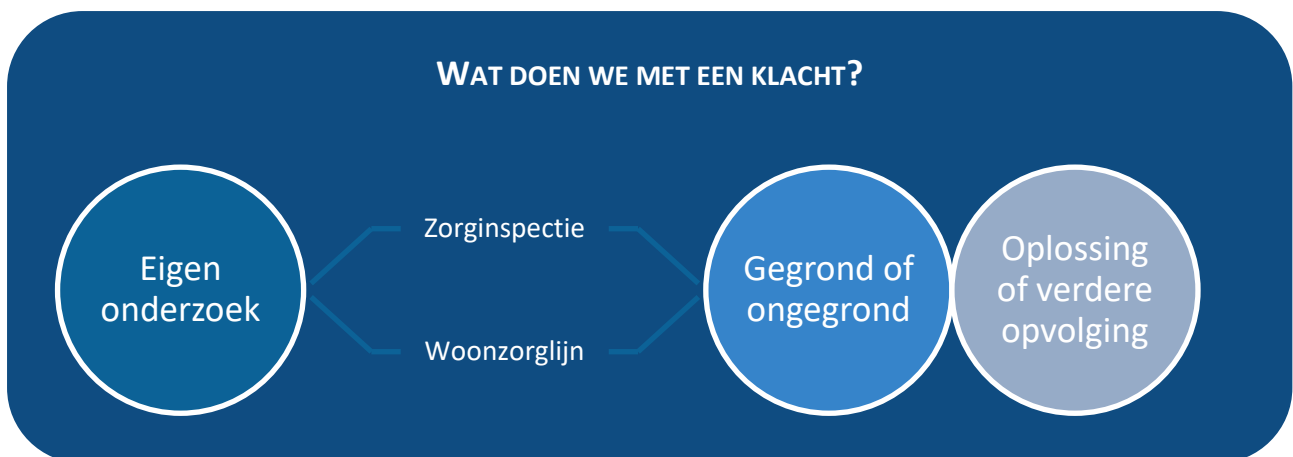 WAT DOEN WE MET EEN KLACHT?
Eigen
onderzoek
Zorginspectie
Woonzorglijn
Gegrond of
ongegrond
Oplossing
of verdere
opvolging